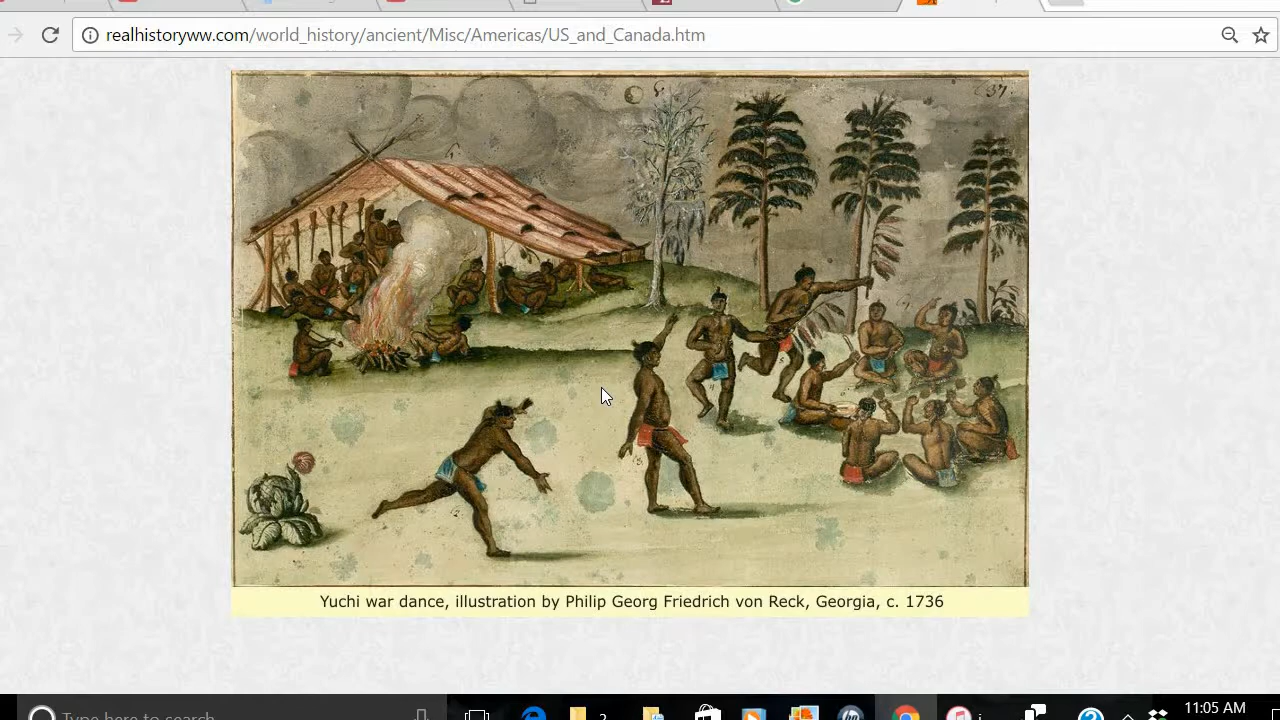 realhistoryww.com/world_history/ancient/Misc/Americas/US_and_Canada.htm
Yuchi war dance, illustration by Philip Georg Friedrich von Reck, Georgia, c. 1736
Type here to search
11:05 AM